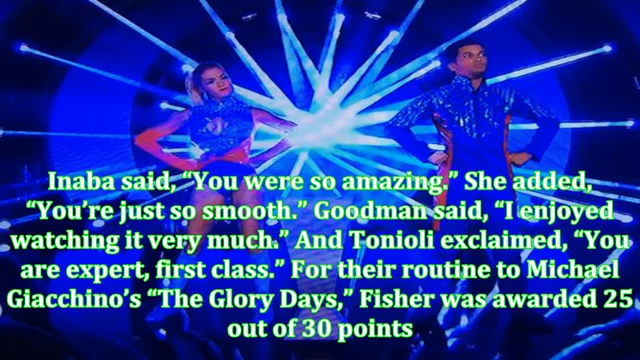 Inaba said, “You were so amazing.” She added,
“You’re just so smooth.” Goodman said, “I enjoyed
watching it very much.” And Tonioli exclaimed, “You
are expert, first class.” For their routine to Michael
Giacchino’s “The Glory Days,” Fisher was awarded 25
out of 30 points